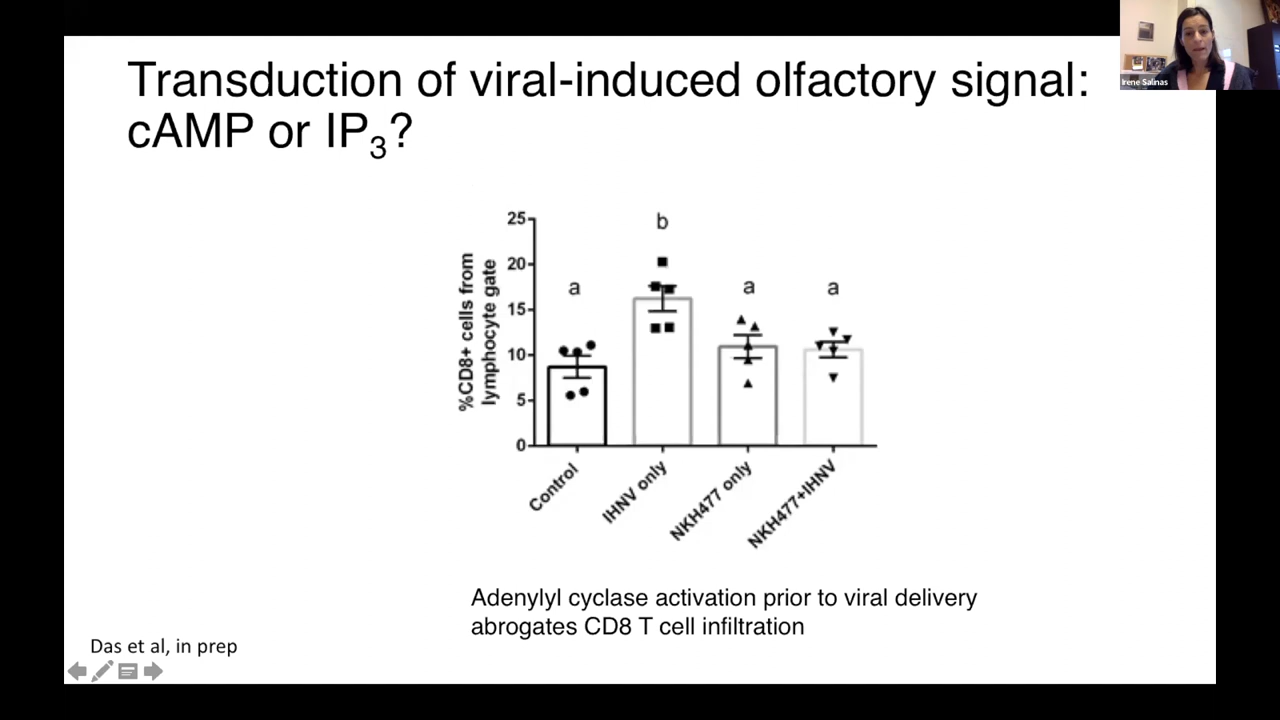 Transduction of viral-induced olfactory signal:
cAMP or IP3?
Irene Salinas
%CD8+ cells from
lymphocyte gate
25
20
15
10
5
0
a
b
a
a
Control
IHNV only
NKH477 only
NKH477+IHNV
Adenylyl cyclase activation prior to viral delivery
abrogates CD8 T cell infiltration
Das et al, in prep